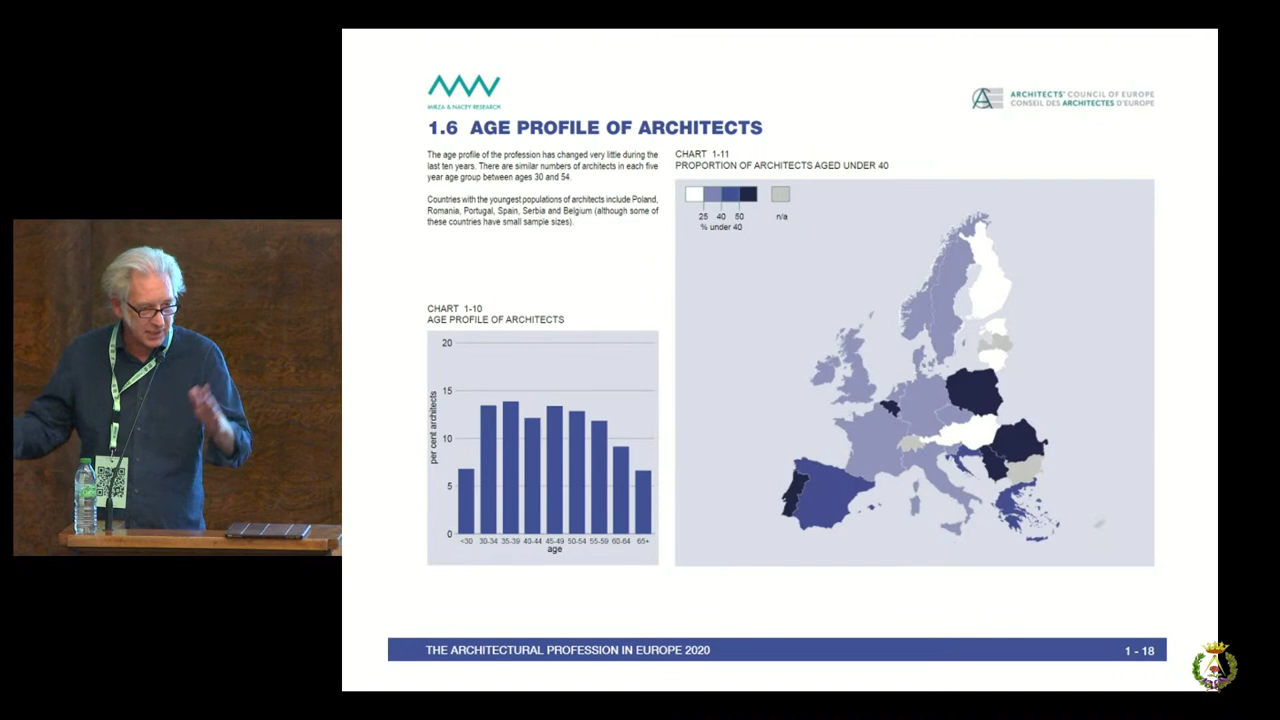 MIRZA & NACEY RESEARCH
ARCHITECTS' COUNCIL OF EUROPE
CONSEIL DES ARCHITECTES D'EUROPE
1.6 AGE PROFILE OF ARCHITECTS
The age profile of the profession has changed very little during the
last ten years. There are similar numbers of architects in each five
year age group between ages 30 and 54.
Countries with the youngest populations of architects include Poland,
Romania, Portugal, Spain, Serbia and Belgium (although some of
these countries have small sample sizes).
CHART 1-10
AGE PROFILE OF ARCHITECTS
20
15
10
5
0
per cent architects
<30 30-34 35-39 40-44 45-49 50-54 55-59 60-64 65+
age
CHART 1-11
PROPORTION OF ARCHITECTS AGED UNDER 40
25 40 50 n/a
% under 40
THE ARCHITECTURAL PROFESSION IN EUROPE 2020
1 - 18